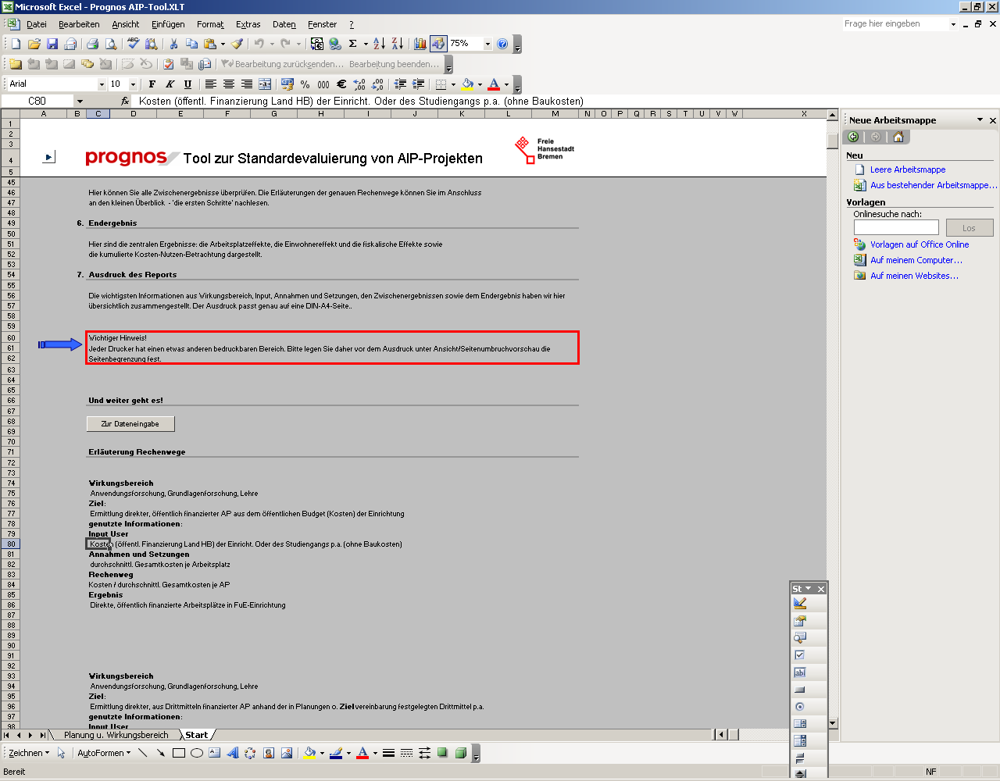 Microsoft Excel - Prognos AIP-Tool.XLT
Datei Bearbeiten Ansicht Einfügen Format Extras Daten Fenster ? Frage hier eingeben
75%
Bearbeitung zurücksenden... Bearbeitung beenden...
Arial 10 F K U % 000 €
C80 fx Kosten (öffentl. Finanzierung Land HB) der Einricht. Oder des Studiengangs p.a. (ohne Baukosten)
A B C D E F G H I J K L M N O P Q R S T U V W X
1
2
3
4
5
prognos Tool zur Standardevaluierung von AIP-Projekten
Freie
Hansestadt
Bremen
45
46 Hier können Sie alle Zwischenergebnisse überprüfen. Die Erläuterungen der genauen Rechenwege können Sie im Anschluss
47 an den kleinen Überblick - 'die ersten Schritte' nachlesen.
48
49 6. Endergebnis
50
51 Hier sind die zentralen Ergebnisse: die Arbeitsplatzeffekte, die Einwohnereffekt und die fiskalische Effekte sowie
52 die kumulierte Kosten-Nutzen-Betrachtung dargestellt.
53
54 7. Ausdruck des Reports
55
56 Die wichtigsten Informationen aus Wirkungsbereich, Input, Annahmen und Setzungen, den Zwischenergebnissen sowie dem Endergebnis haben wir hier
57 übersichtlich zusammengestellt. Der Ausdruck passt genau auf eine DIN-A4-Seite..
58
59
60 Wichtiger Hinweis!
61 Jeder Drucker hat einen etwas anderen bedruckbaren Bereich. Bitte legen Sie daher vor dem Ausdruck unter Ansicht/Seitenumbruchvorschau die
62 Seitenbegrenzung fest.
63
64
65
66 Und weiter geht es!
67
68 Zur Dateneingabe
69
70
71 Erläuterung Rechenwege
72
73
74 Wirkungsbereich
75 Anwendungsforschung, Grundlagenforschung, Lehre
76 Ziel:
77 Ermittlung direkter, öffentlich finanzierter AP aus dem öffentlichen Budget (Kosten) der Einrichtung
78 genutzte Informationen:
79 Input User
80 Kosten (öffentl. Finanzierung Land HB) der Einricht. Oder des Studiengangs p.a. (ohne Baukosten)
81 Annahmen und Setzungen
82 durchschnittl. Gesamtkosten je Arbeitsplatz
83 Rechenweg
84 Kosten / durchschnittl. Gesamtkosten je AP
85 Ergebnis
86 Direkte, öffentlich finanzierte Arbeitsplätze in FuE-Einrichtung
87
88
89
90
91
92
93 Wirkungsbereich
94 Anwendungsforschung, Grundlagenforschung, Lehre
95 Ziel:
96 Ermittlung direkter, aus Drittmitteln finanzierter AP anhand der in Planungen o. Zielvereinbarung festgelegten Drittmittel p.a.
97 genutzte Informationen:
98 Input User
Planung u. Wirkungsbereich Start
Zeichnen AutoFormen
Bereit NF
Neue Arbeitsmappe
Neu
Leere Arbeitsmappe
Aus bestehender Arbeitsmappe...
Vorlagen
Onlinesuche nach:
Los
Vorlagen auf Office Online
Auf meinem Computer...
Auf meinen Websites...
St